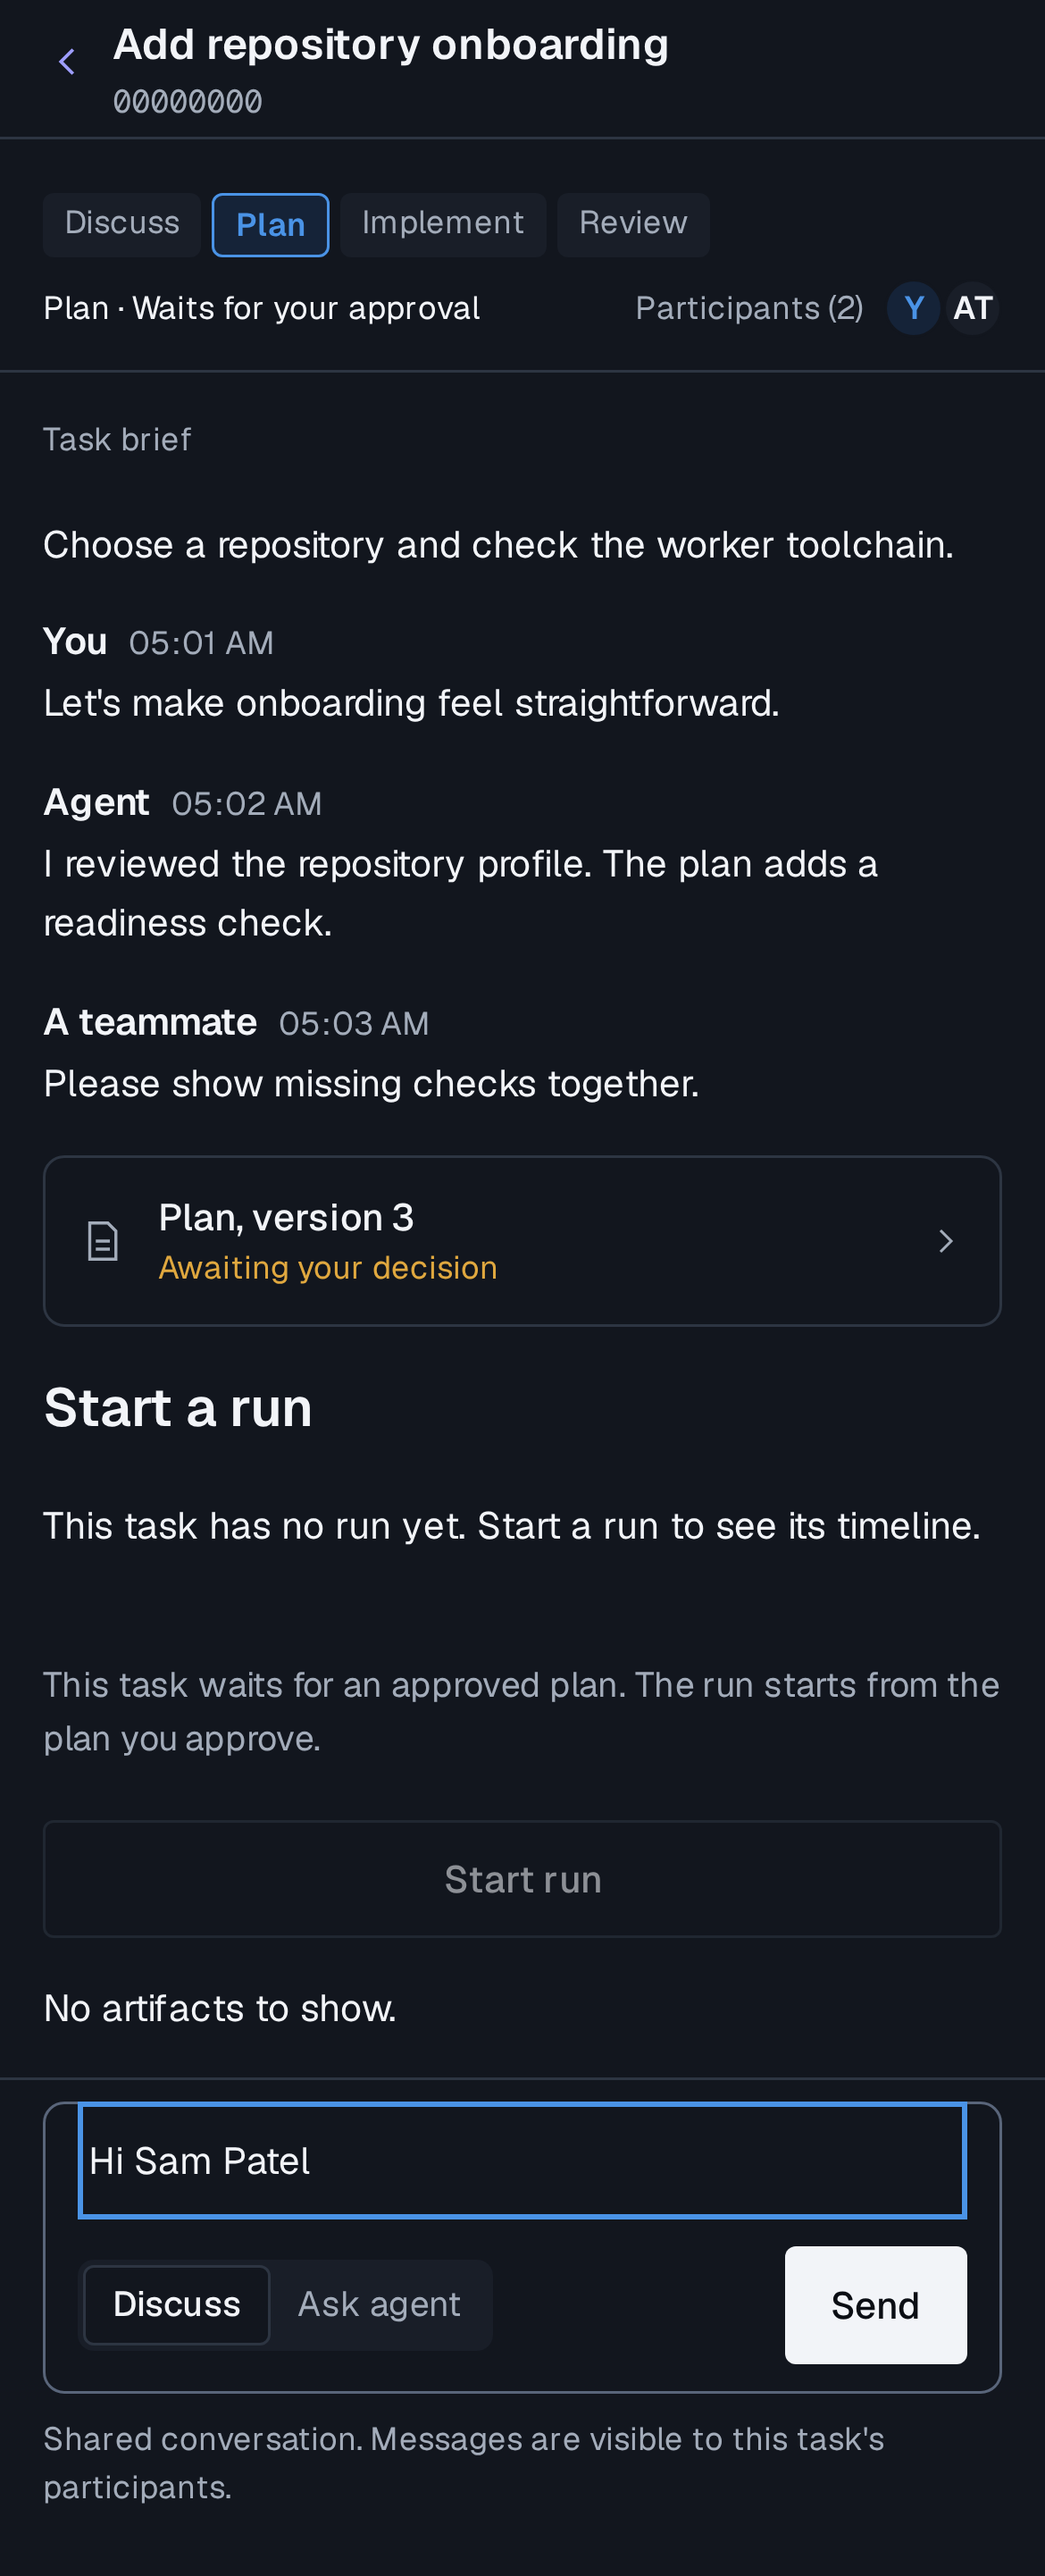 Add repository onboarding
00000000
Discuss Plan Implement Review
Plan · Waits for your approval Participants (2) Y AT
Task brief
Choose a repository and check the worker toolchain.
You 05:01 AM
Let's make onboarding feel straightforward.
Agent 05:02 AM
I reviewed the repository profile. The plan adds a
readiness check.
A teammate 05:03 AM
Please show missing checks together.
Plan, version 3
Awaiting your decision
Start a run
This task has no run yet. Start a run to see its timeline.
This task waits for an approved plan. The run starts from the
plan you approve.
Start run
No artifacts to show.
Hi Sam Patel
Discuss Ask agent Send
Shared conversation. Messages are visible to this task's
participants.